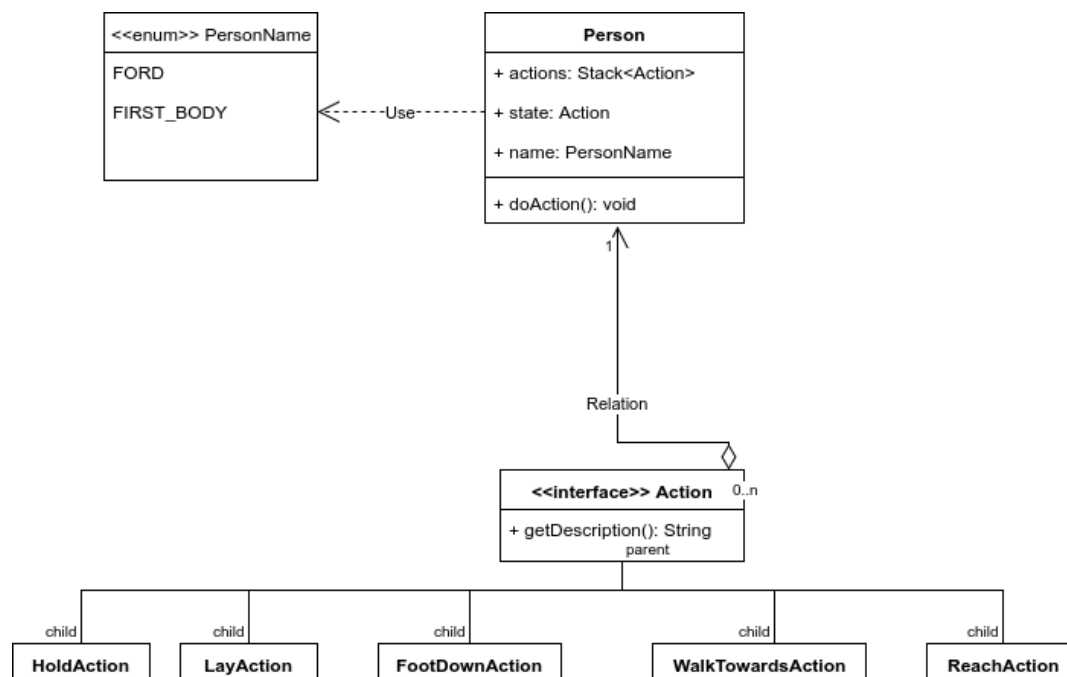 <<enum>> PersonName
FORD
FIRST_BODY
Use
Person
+ actions: Stack<Action>
+ state: Action
+ name: PersonName
+ doAction(): void
1
Relation
<<interface>> Action
0..n
+ getDescription(): String
parent
child
child
child
child
child
HoldAction
LayAction
FootDownAction
WalkTowardsAction
ReachAction